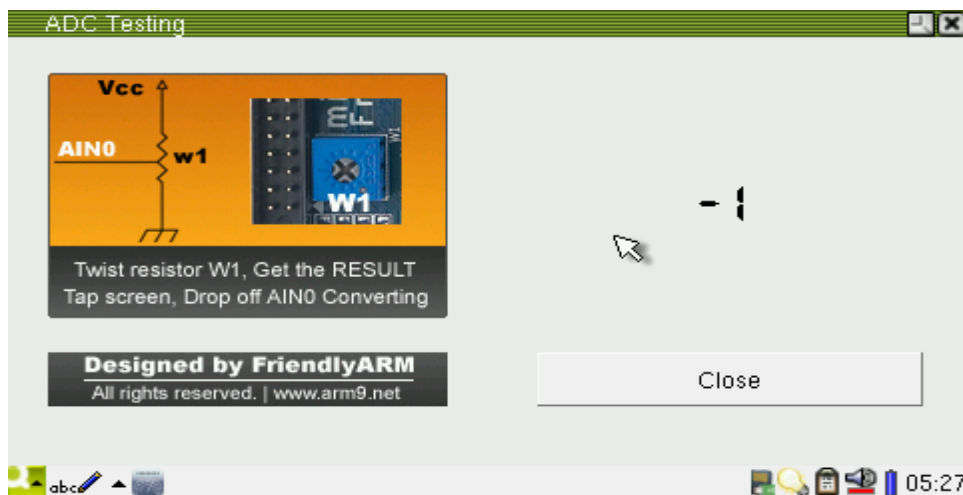 ADC Testing
Vcc
AIN0
w1
W1
Twist resistor W1, Get the RESULT
Tap screen, Drop off AIN0 Converting
-1
Designed by FriendlyARM
All rights reserved. | www.arm9.net
Close
abc
05:27